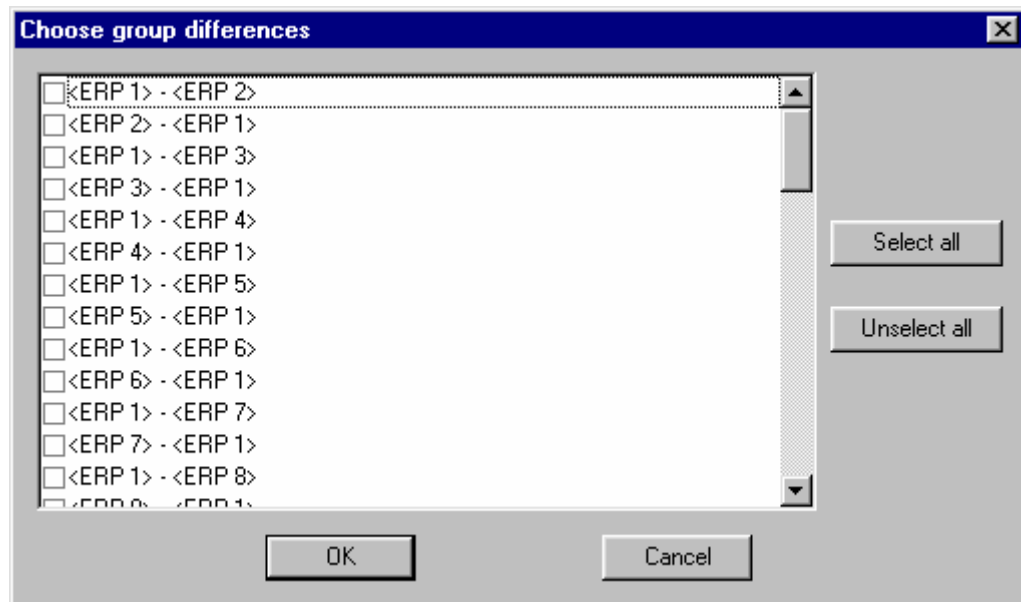 Choose group differences
<ERP 1> - <ERP 2>
<ERP 2> - <ERP 1>
<ERP 1> - <ERP 3>
<ERP 3> - <ERP 1>
<ERP 1> - <ERP 4>
<ERP 4> - <ERP 1>
<ERP 1> - <ERP 5>
<ERP 5> - <ERP 1>
<ERP 1> - <ERP 6>
<ERP 6> - <ERP 1>
<ERP 1> - <ERP 7>
<ERP 7> - <ERP 1>
<ERP 1> - <ERP 8>
Select all
Unselect all
OK
Cancel